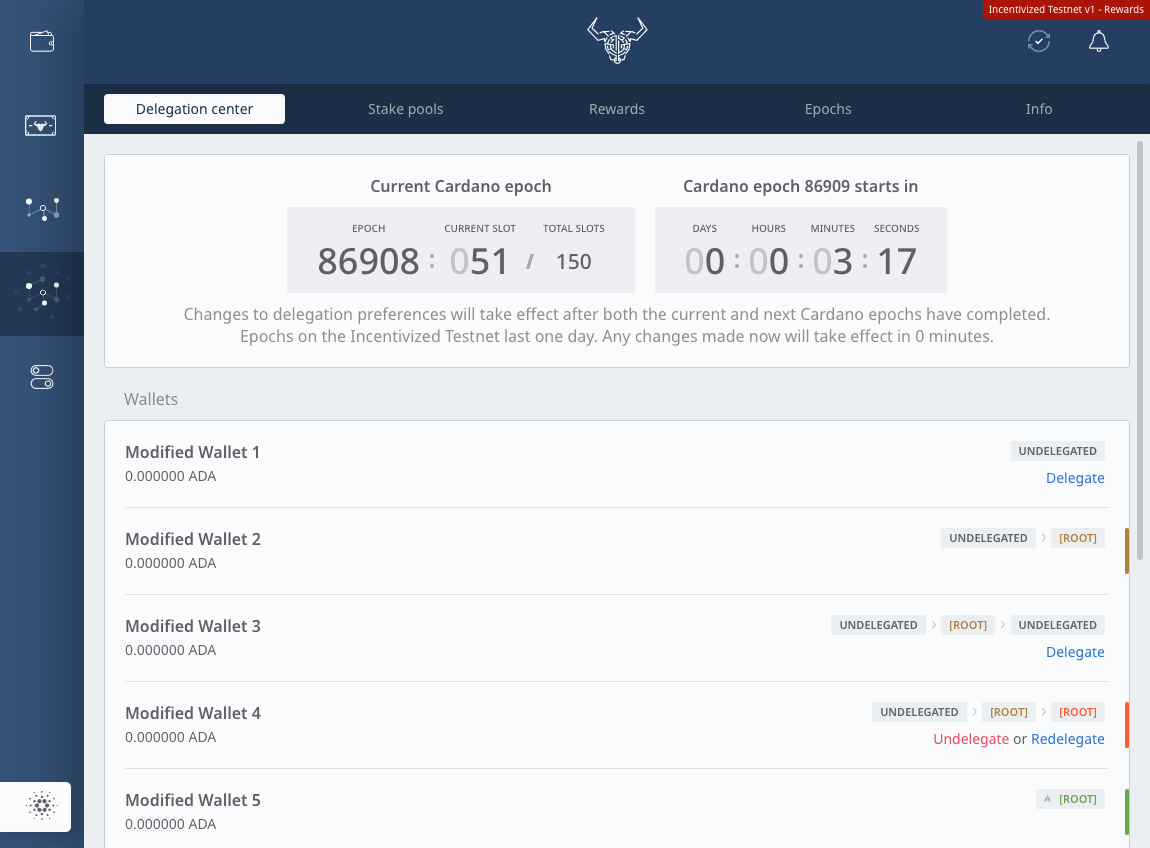 Incentivized Testnet v1 - Rewards
Delegation center
Stake pools
Rewards
Epochs
Info
Current Cardano epoch
EPOCH CURRENT SLOT TOTAL SLOTS
86908 : 051 / 150
Cardano epoch 86909 starts in
DAYS HOURS MINUTES SECONDS
00 : 00 : 03 : 17
Changes to delegation preferences will take effect after both the current and next Cardano epochs have completed.
Epochs on the Incentivized Testnet last one day. Any changes made now will take effect in 0 minutes.
Wallets
Modified Wallet 1
0.000000 ADA
UNDELEGATED
Delegate
Modified Wallet 2
0.000000 ADA
UNDELEGATED › [ROOT]
Modified Wallet 3
0.000000 ADA
UNDELEGATED › [ROOT] › UNDELEGATED
Delegate
Modified Wallet 4
0.000000 ADA
UNDELEGATED › [ROOT] › [ROOT]
Undelegate or Redelegate
Modified Wallet 5
0.000000 ADA
[ROOT]